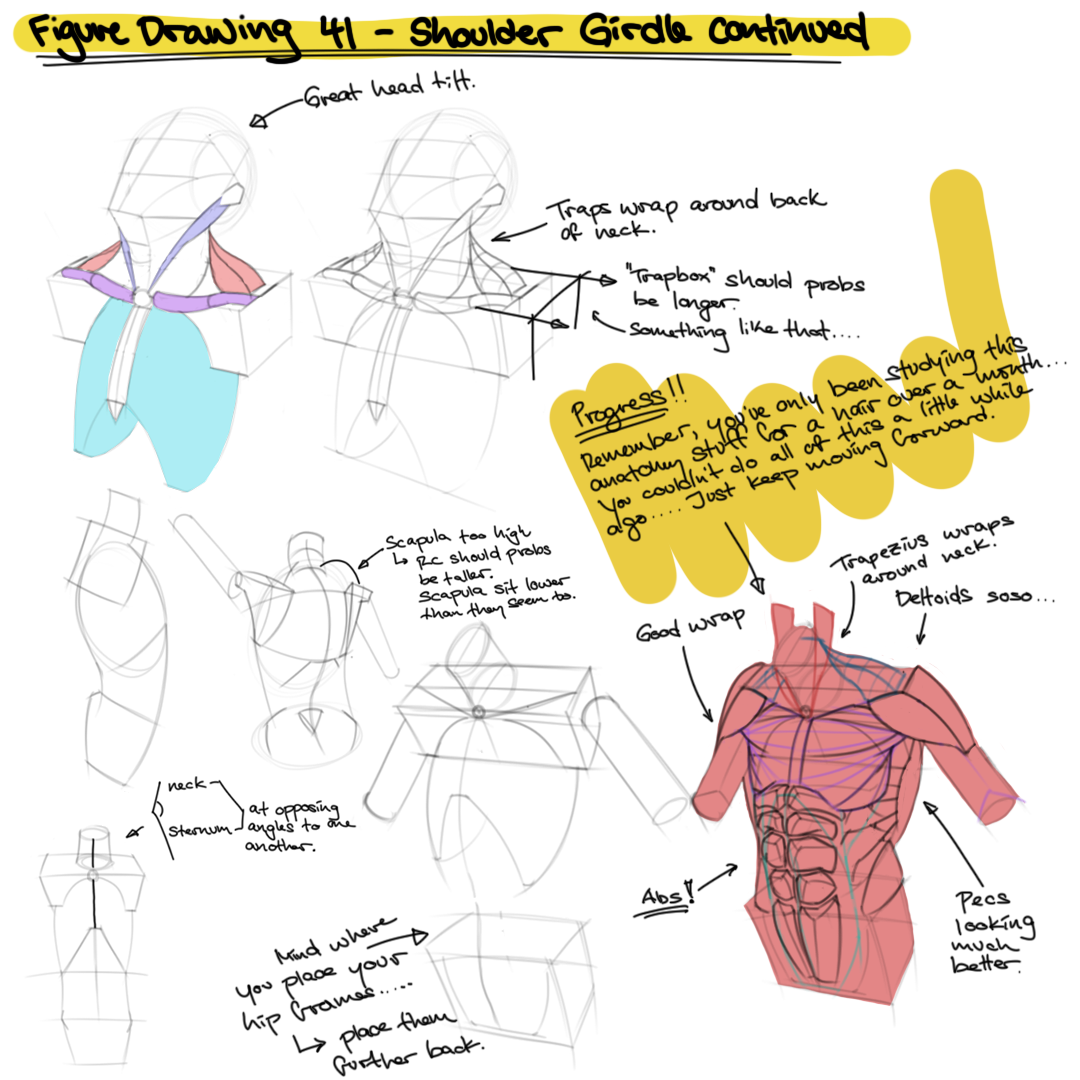 Figure Drawing 41 - Shoulder Girdle Continued
Great head tilt.
Traps wrap around back
of neck.
"Trapbox" should probs
be longer.
Something like that....
Progress!!
Remember, you've only been studying this
anatomy stuff for a hair over a month...
You couldn't do all of this a little while
ago..... Just keep moving forward.
Scapula too high
↳ RC should probs
be taller.
Scapula sit lower
than they seem to.
Trapezius wraps
around neck.
Deltoids soso...
Good wrap
neck
sternum
at opposing
angles to one
another.
Abs!
Pecs
looking
much
better.
Mind where
you place your
hip frames.....
↳ place them
further back.